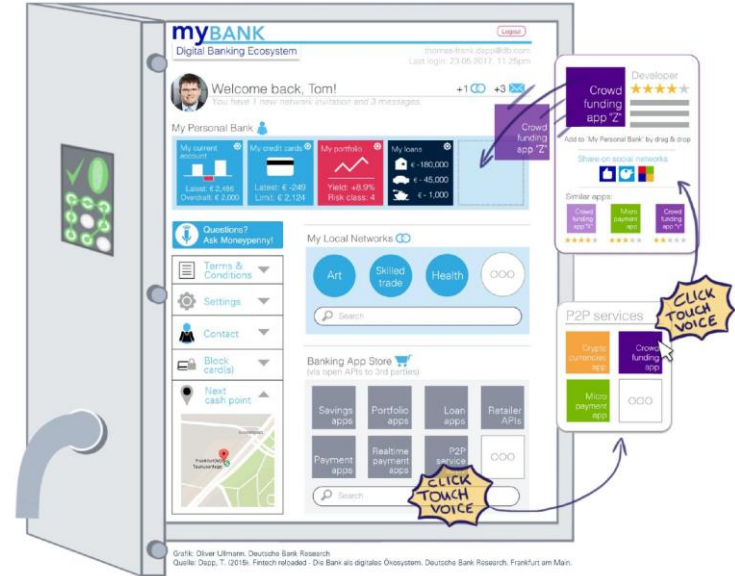 myBANK
Digital Banking Ecosystem
Logout
thomas-frank.dapp@db.com
Last login: 23-05-2017, 11:25pm
Welcome back, Tom!
You have 1 new network invitation and 3 messages.
+1
+3
My Personal Bank
My current account
Latest: € 2,466
Overdraft: € 2,000
My credit cards
Latest: € -249
Limit: € 2,124
My portfolio
Yield: +8.9%
Risk class: 4
My loans
€ -180,000
€ - 45,000
€ - 1,000
Crowd
funding
app "Z"
Crowd
funding
app "Z"
Developer
Add to 'My Personal Bank' by drag & drop
Share on social networks
Similar apps:
Crowd
funding
Micro
payment
app
Crowd
funding
Questions?
Ask Moneypenny!
Terms &
Conditions
Settings
Contact
Block
card(s)
Next
cash point
My Local Networks
Art
Skilled
trade
Health
Search
Banking App Store
(via open APIs to 3rd parties)
Savings
apps
Portfolio
apps
Loan
apps
Retailer
APIs
Payment
apps
Realtime
payment
apps
P2P
service
Search
CLICK
TOUCH
VOICE
P2P services
Crypto
currencies
app
Crowd
funding
app
Micro
payment
app
CLICK
TOUCH
VOICE
Grafik: Oliver Ullmann, Deutsche Bank Research
Quelle: Dapp, T. (2015). Fintech reloaded - Die Bank als digitales Ökosystem. Deutsche Bank Research. Frankfurt am Main.